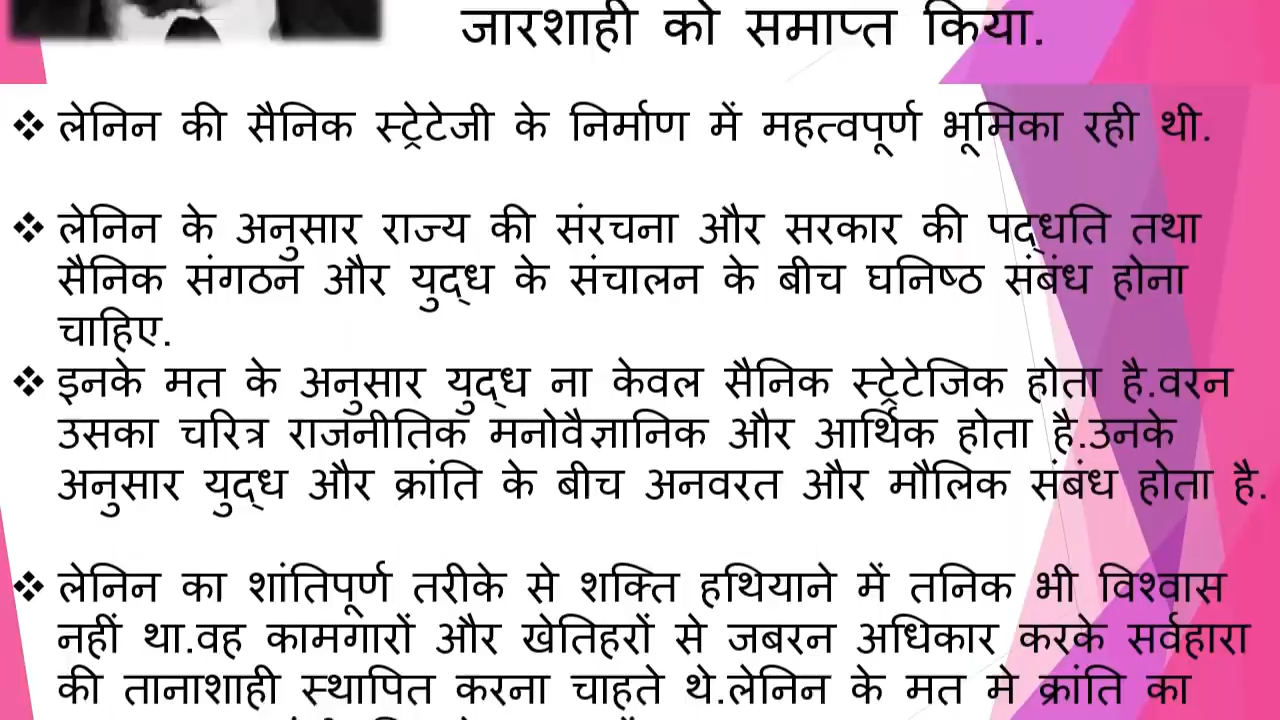 जारशाही को समाप्त किया.
❖ लेनिन की सैनिक स्ट्रेटेजी के निर्माण में महत्वपूर्ण भूमिका रही थी.
❖ लेनिन के अनुसार राज्य की संरचना और सरकार की पद्धति तथा
सैनिक संगठन और युद्ध के संचालन के बीच घनिष्ठ संबंध होना
चाहिए.
❖ इनके मत के अनुसार युद्ध ना केवल सैनिक स्ट्रेटेजिक होता है.वरन
उसका चरित्र राजनीतिक मनोवैज्ञानिक और आर्थिक होता है.उनके
अनुसार युद्ध और क्रांति के बीच अनवरत और मौलिक संबंध होता है.
❖ लेनिन का शांतिपूर्ण तरीके से शक्ति हथियाने में तनिक भी विश्वास
नहीं था.वह कामगारों और खेतिहरों से जबरन अधिकार करके सर्वहारा
की तानाशाही स्थापित करना चाहते थे.लेनिन के मत मे क्रांति का